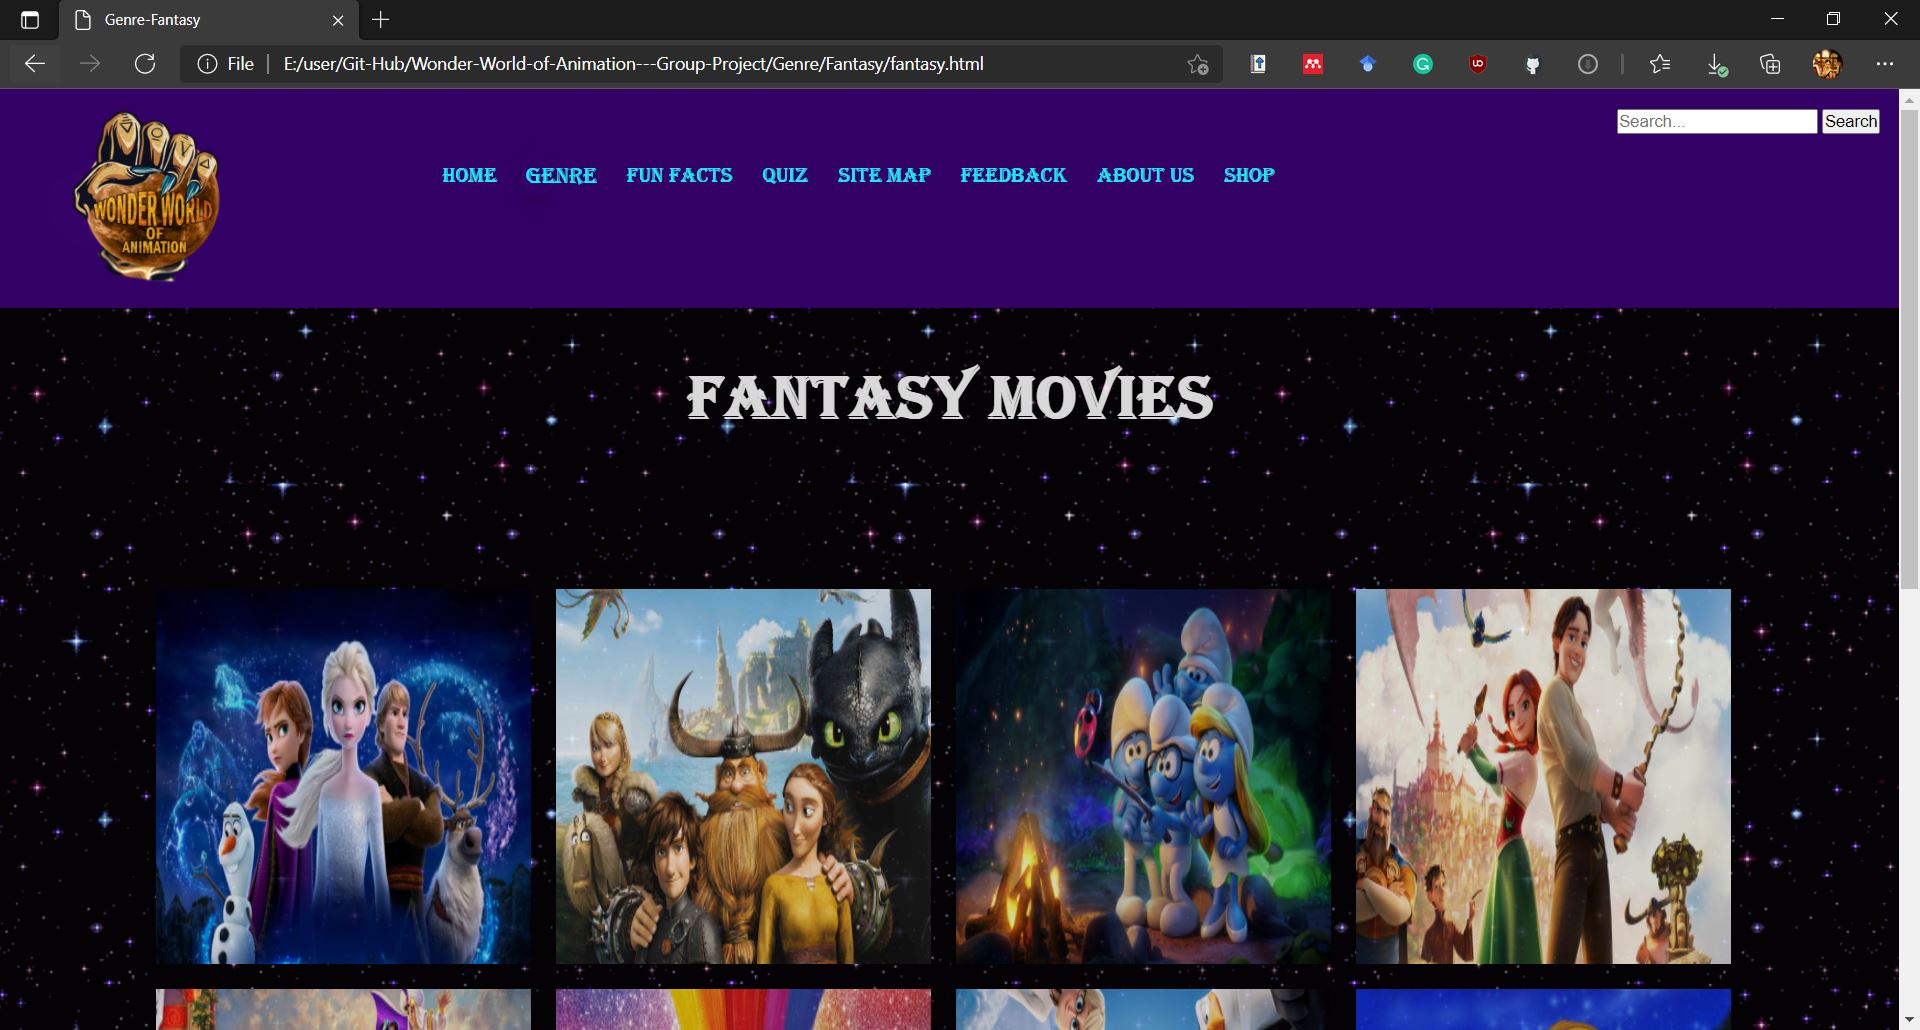 Genre-Fantasy
File
E:/user/Git-Hub/Wonder-World-of-Animation---Group-Project/Genre/Fantasy/fantasy.html
WONDER WORLD
OF
ANIMATION
Search...
Search
HOME GENRE FUN FACTS QUIZ SITE MAP FEEDBACK ABOUT US SHOP
FANTASY MOVIES